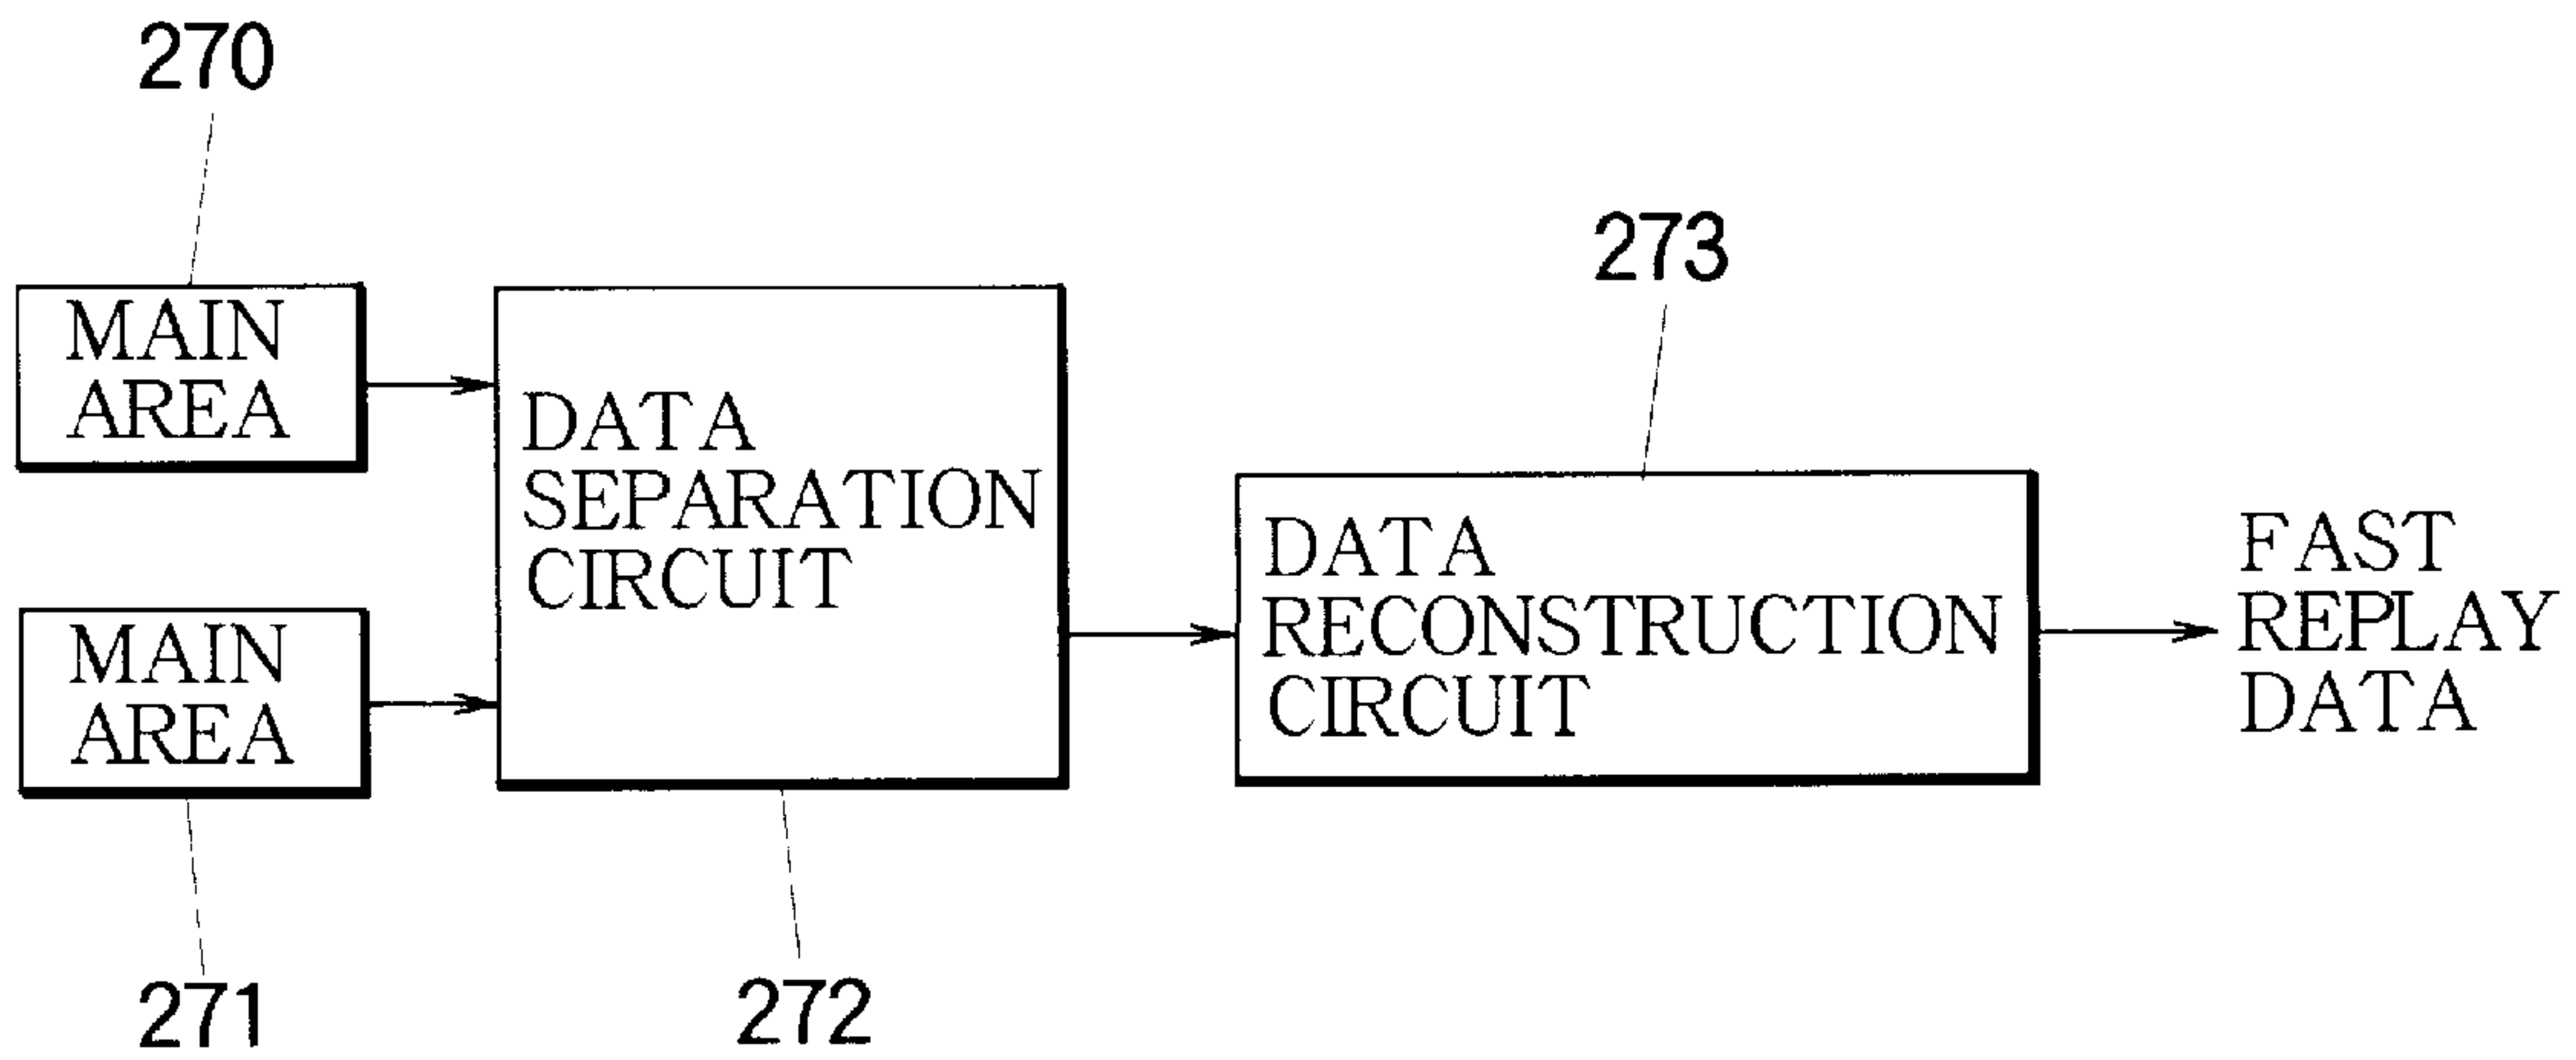 270
MAIN
AREA
MAIN
AREA
271
DATA
SEPARATION
CIRCUIT
272
273
DATA
RECONSTRUCTION
CIRCUIT
FAST
REPLAY
DATA